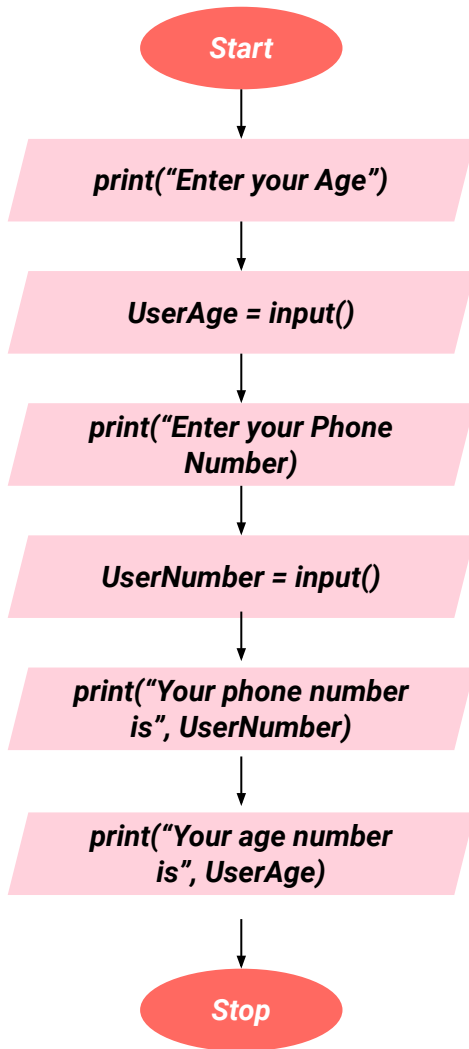 Start
print(“Enter your Age”)
UserAge = input()
print(“Enter your Phone
Number)
UserNumber = input()
print(“Your phone number
is”, UserNumber)
print(“Your age number
is”, UserAge)
Stop